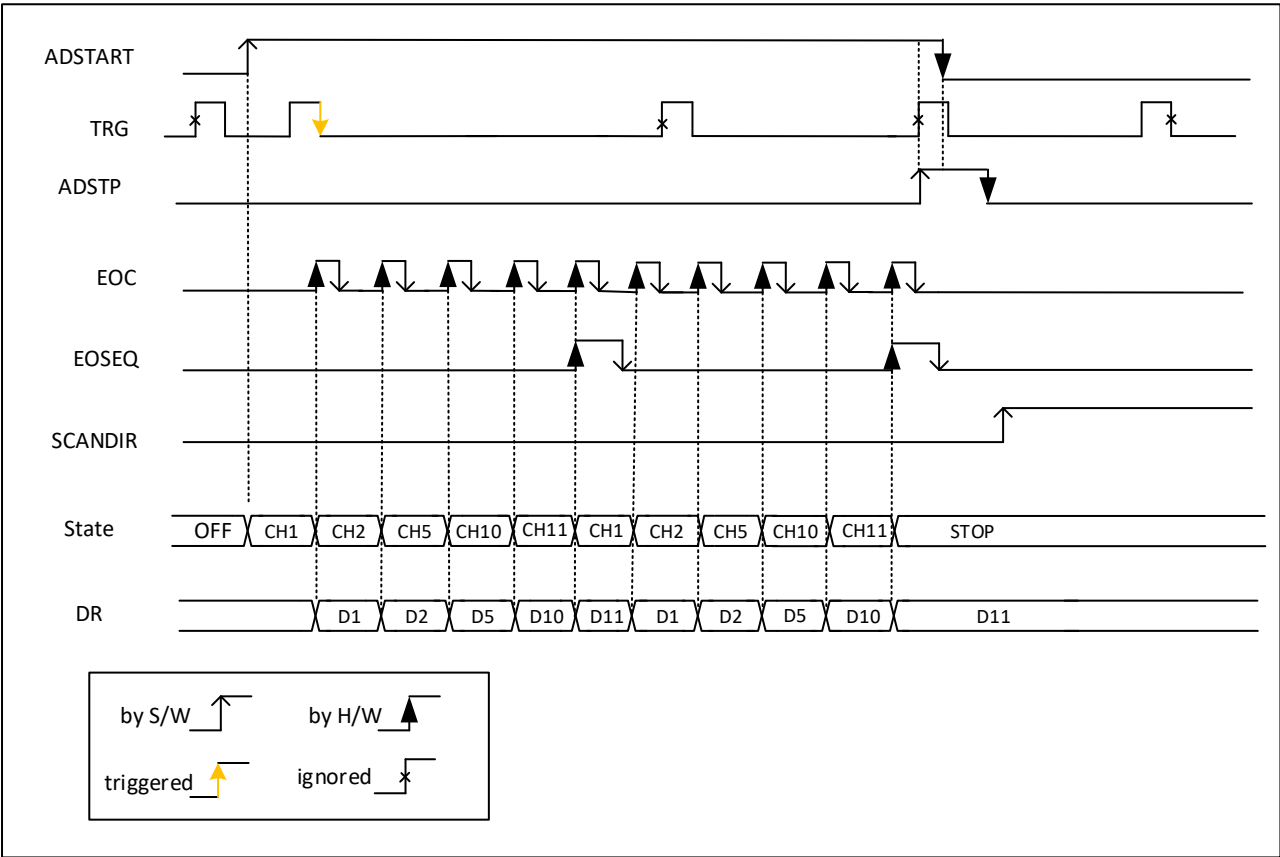 ADSTART
TRG
ADSTP
EOC
EOSEQ
SCANDIR
State OFF CH1 CH2 CH5 CH10 CH11 CH1 CH2 CH5 CH10 CH11 STOP
DR D1 D2 D5 D10 D11 D1 D2 D5 D10 D11
by S/W by H/W
triggered ignored